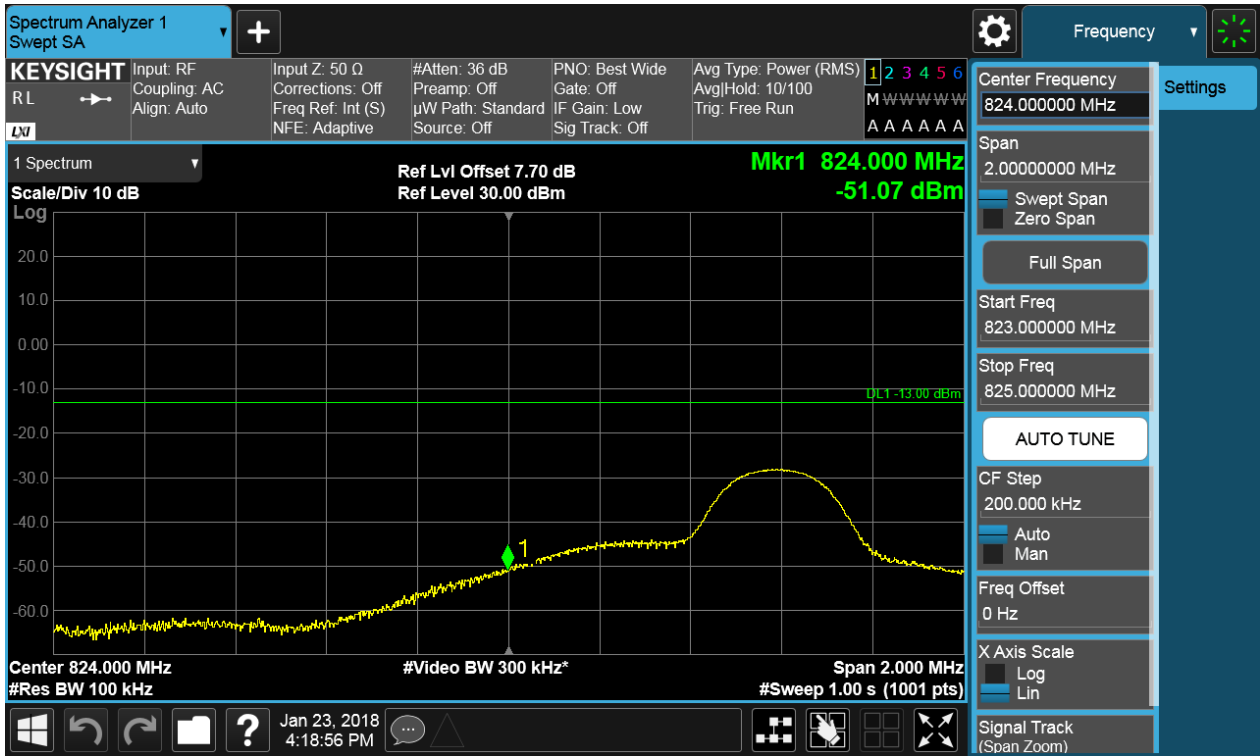 Spectrum Analyzer 1
Swept SA
Frequency
KEYSIGHT
R L
LXI
Input: RF
Coupling: AC
Align: Auto
Input Z: 50 Ω
Corrections: Off
Freq Ref: Int (S)
NFE: Adaptive
#Atten: 36 dB
Preamp: Off
µW Path: Standard
Source: Off
PNO: Best Wide
Gate: Off
IF Gain: Low
Sig Track: Off
Avg Type: Power (RMS)
Avg|Hold: 10/100
Trig: Free Run
1 2 3 4 5 6
M W W W W W
A A A A A A
1 Spectrum
Scale/Div 10 dB
Log
Ref Lvl Offset 7.70 dB
Ref Level 30.00 dBm
Mkr1 824.000 MHz
-51.07 dBm
20.0
10.0
0.00
-10.0
-20.0
-30.0
-40.0
-50.0
-60.0
DL1 -13.00 dBm
1
Center 824.000 MHz
#Res BW 100 kHz
#Video BW 300 kHz*
Span 2.000 MHz
#Sweep 1.00 s (1001 pts)
Jan 23, 2018
4:18:56 PM
Center Frequency
824.000000 MHz
Span
2.00000000 MHz
Swept Span
Zero Span
Full Span
Start Freq
823.000000 MHz
Stop Freq
825.000000 MHz
AUTO TUNE
CF Step
200.000 kHz
Auto
Man
Freq Offset
0 Hz
X Axis Scale
Log
Lin
Signal Track
(Span Zoom)
Settings